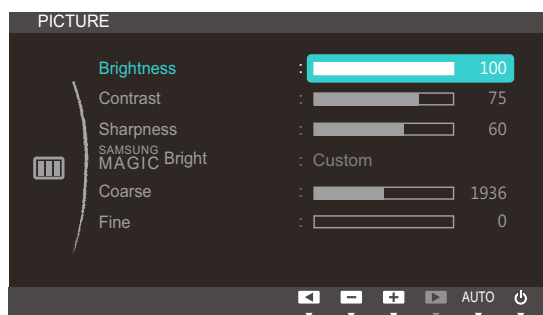 PICTURE
Brightness : 100
Contrast : 75
Sharpness : 60
SAMSUNG
MAGIC Bright : Custom
Coarse : 1936
Fine : 0
AUTO